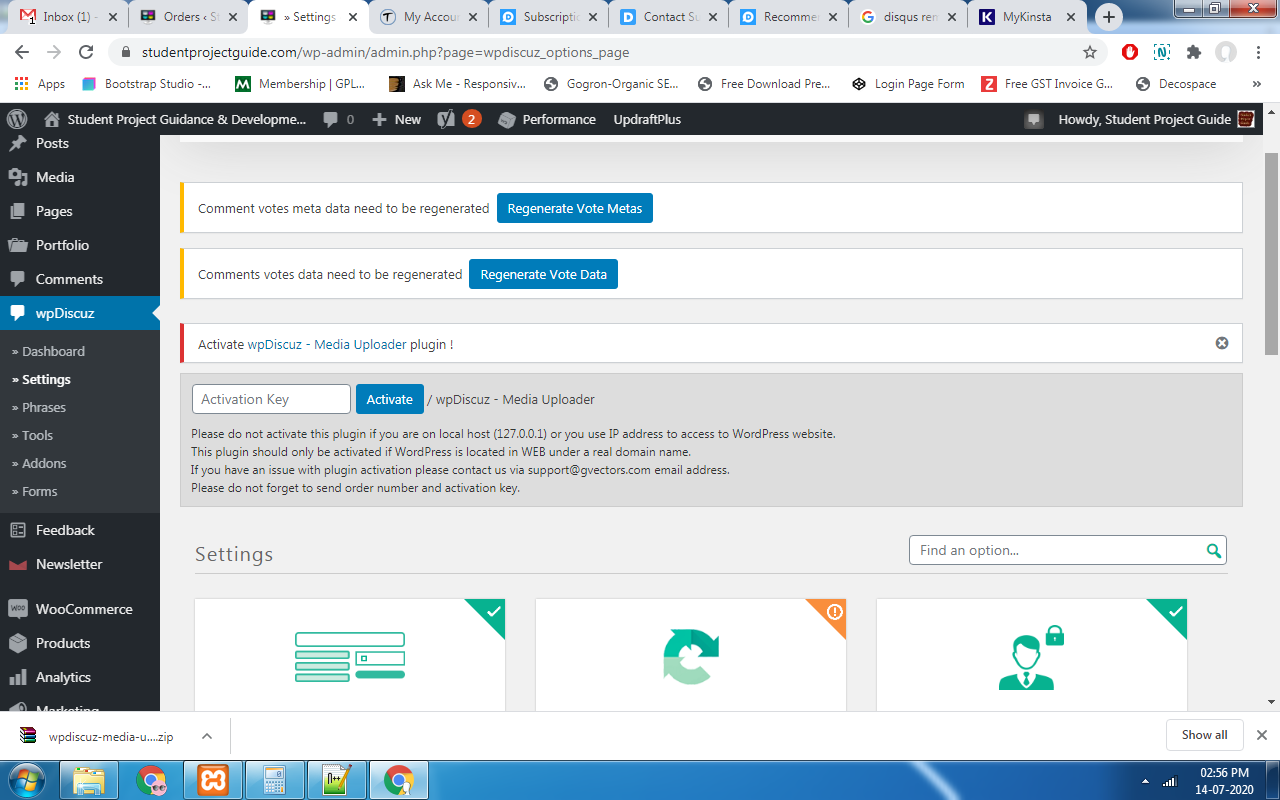 Inbox (1) -
Orders ‹ St
» Settings
My Accou
Subscripti
Contact Su
Recomme
disqus rem
MyKinsta
studentprojectguide.com/wp-admin/admin.php?page=wpdiscuz_options_page
Apps
Bootstrap Studio -...
Membership | GPL...
Ask Me - Responsiv...
Gogron-Organic SE...
Free Download Pre...
Login Page Form
Free GST Invoice G...
Decospace
»
Student Project Guidance & Developme...
0
New
2
Performance
UpdraftPlus
Howdy, Student Project Guide
Posts
Media
Pages
Portfolio
Comments
wpDiscuz
» Dashboard
» Settings
» Phrases
» Tools
» Addons
» Forms
Feedback
Newsletter
WooCommerce
Products
Analytics
Marketing
Comment votes meta data need to be regenerated
Regenerate Vote Metas
Comments votes data need to be regenerated
Regenerate Vote Data
Activate wpDiscuz - Media Uploader plugin !
Activation Key
Activate
/ wpDiscuz - Media Uploader
Please do not activate this plugin if you are on local host (127.0.0.1) or you use IP address to access to WordPress website.
This plugin should only be activated if WordPress is located in WEB under a real domain name.
If you have an issue with plugin activation please contact us via support@gvectors.com email address.
Please do not forget to send order number and activation key.
Settings
Find an option...
wpdiscuz-media-u....zip
Show all
02:56 PM
14-07-2020